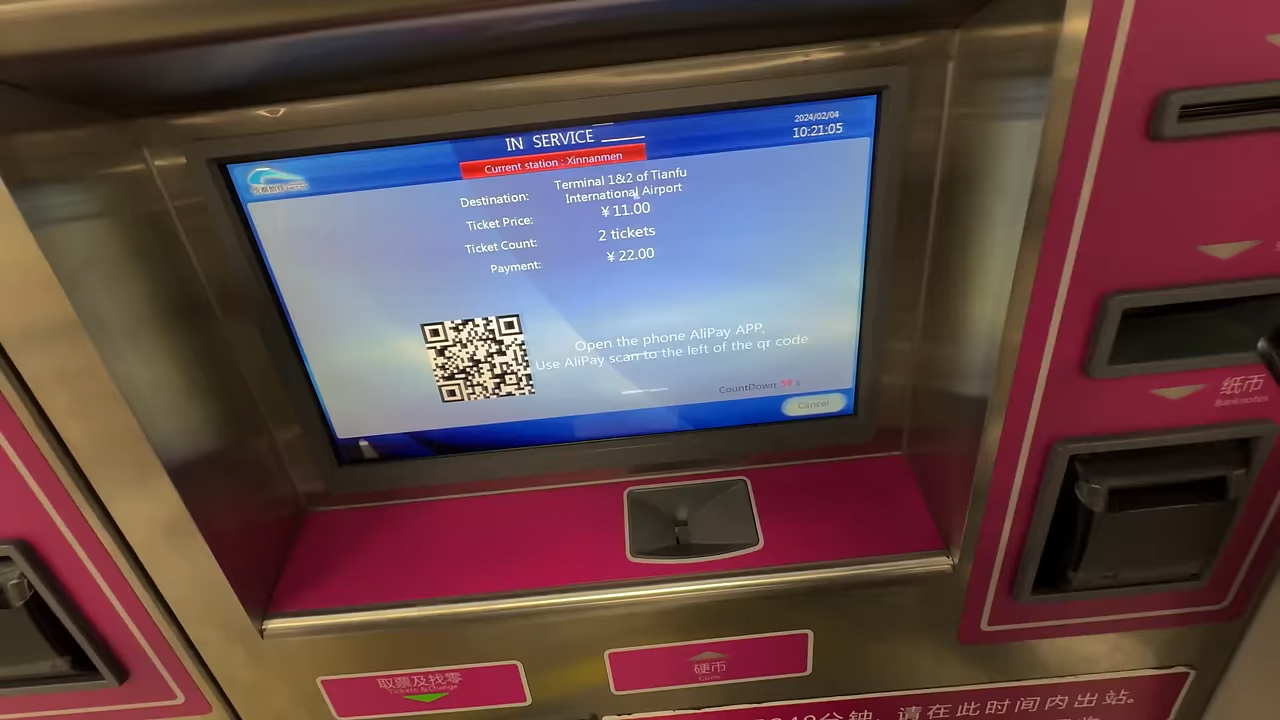 IN SERVICE
2024/02/04
10:21:05
Current station : Xinnanmen
Destination: Terminal 1&2 of Tianfu
International Airport
Ticket Price: ¥11.00
Ticket Count: 2 tickets
Payment: ¥ 22.00
Open the phone AliPay APP,
Use AliPay scan to the left of the qr code
CountDown: 58 s
Cancel
纸币
Banknotes
硬币
Coins
取票及找零
Tickets &Change
分钟，请在此时间内出站。